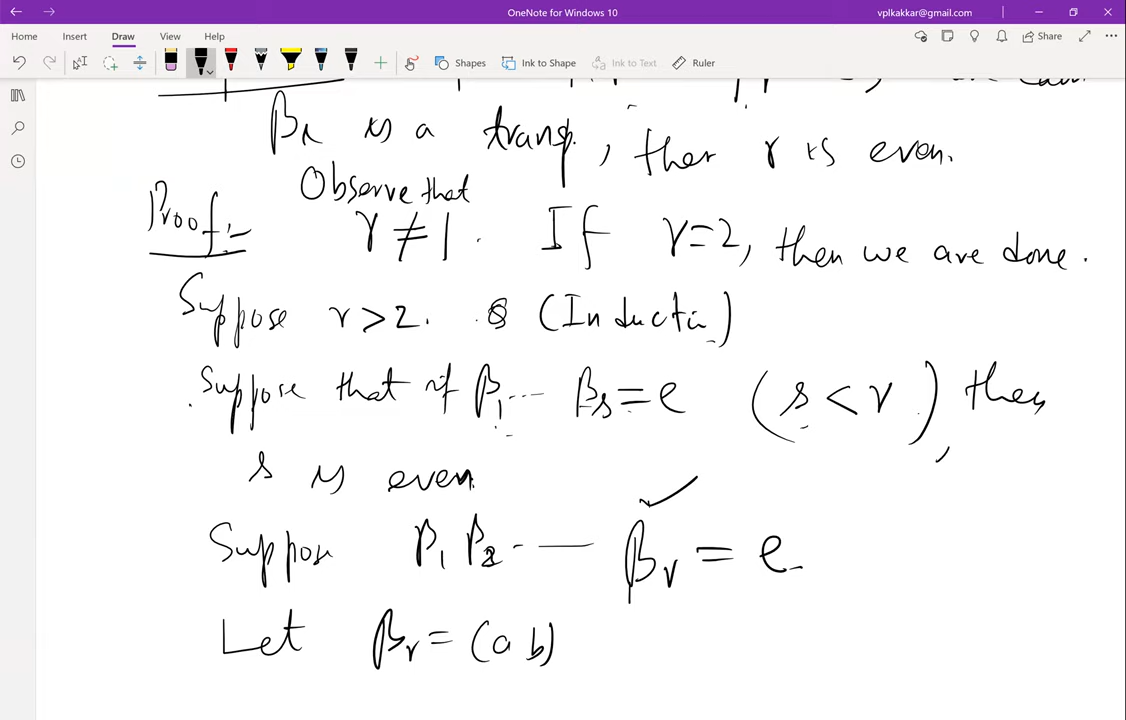 OneNote for Windows 10
vplkakkar@gmail.com
Home Insert Draw View Help
Shapes Ink to Shape Ink to Text Ruler Share
βr is a transp., then r is even.
Observe that
Proof:- r ≠ 1. If r=2, then we are done.
Suppose r>2. (Inducti)
Suppose that if β1 ... βs = e (s < r), then
s is even
Suppose β1 β2 ... — βr = e
Let βr = (a b)